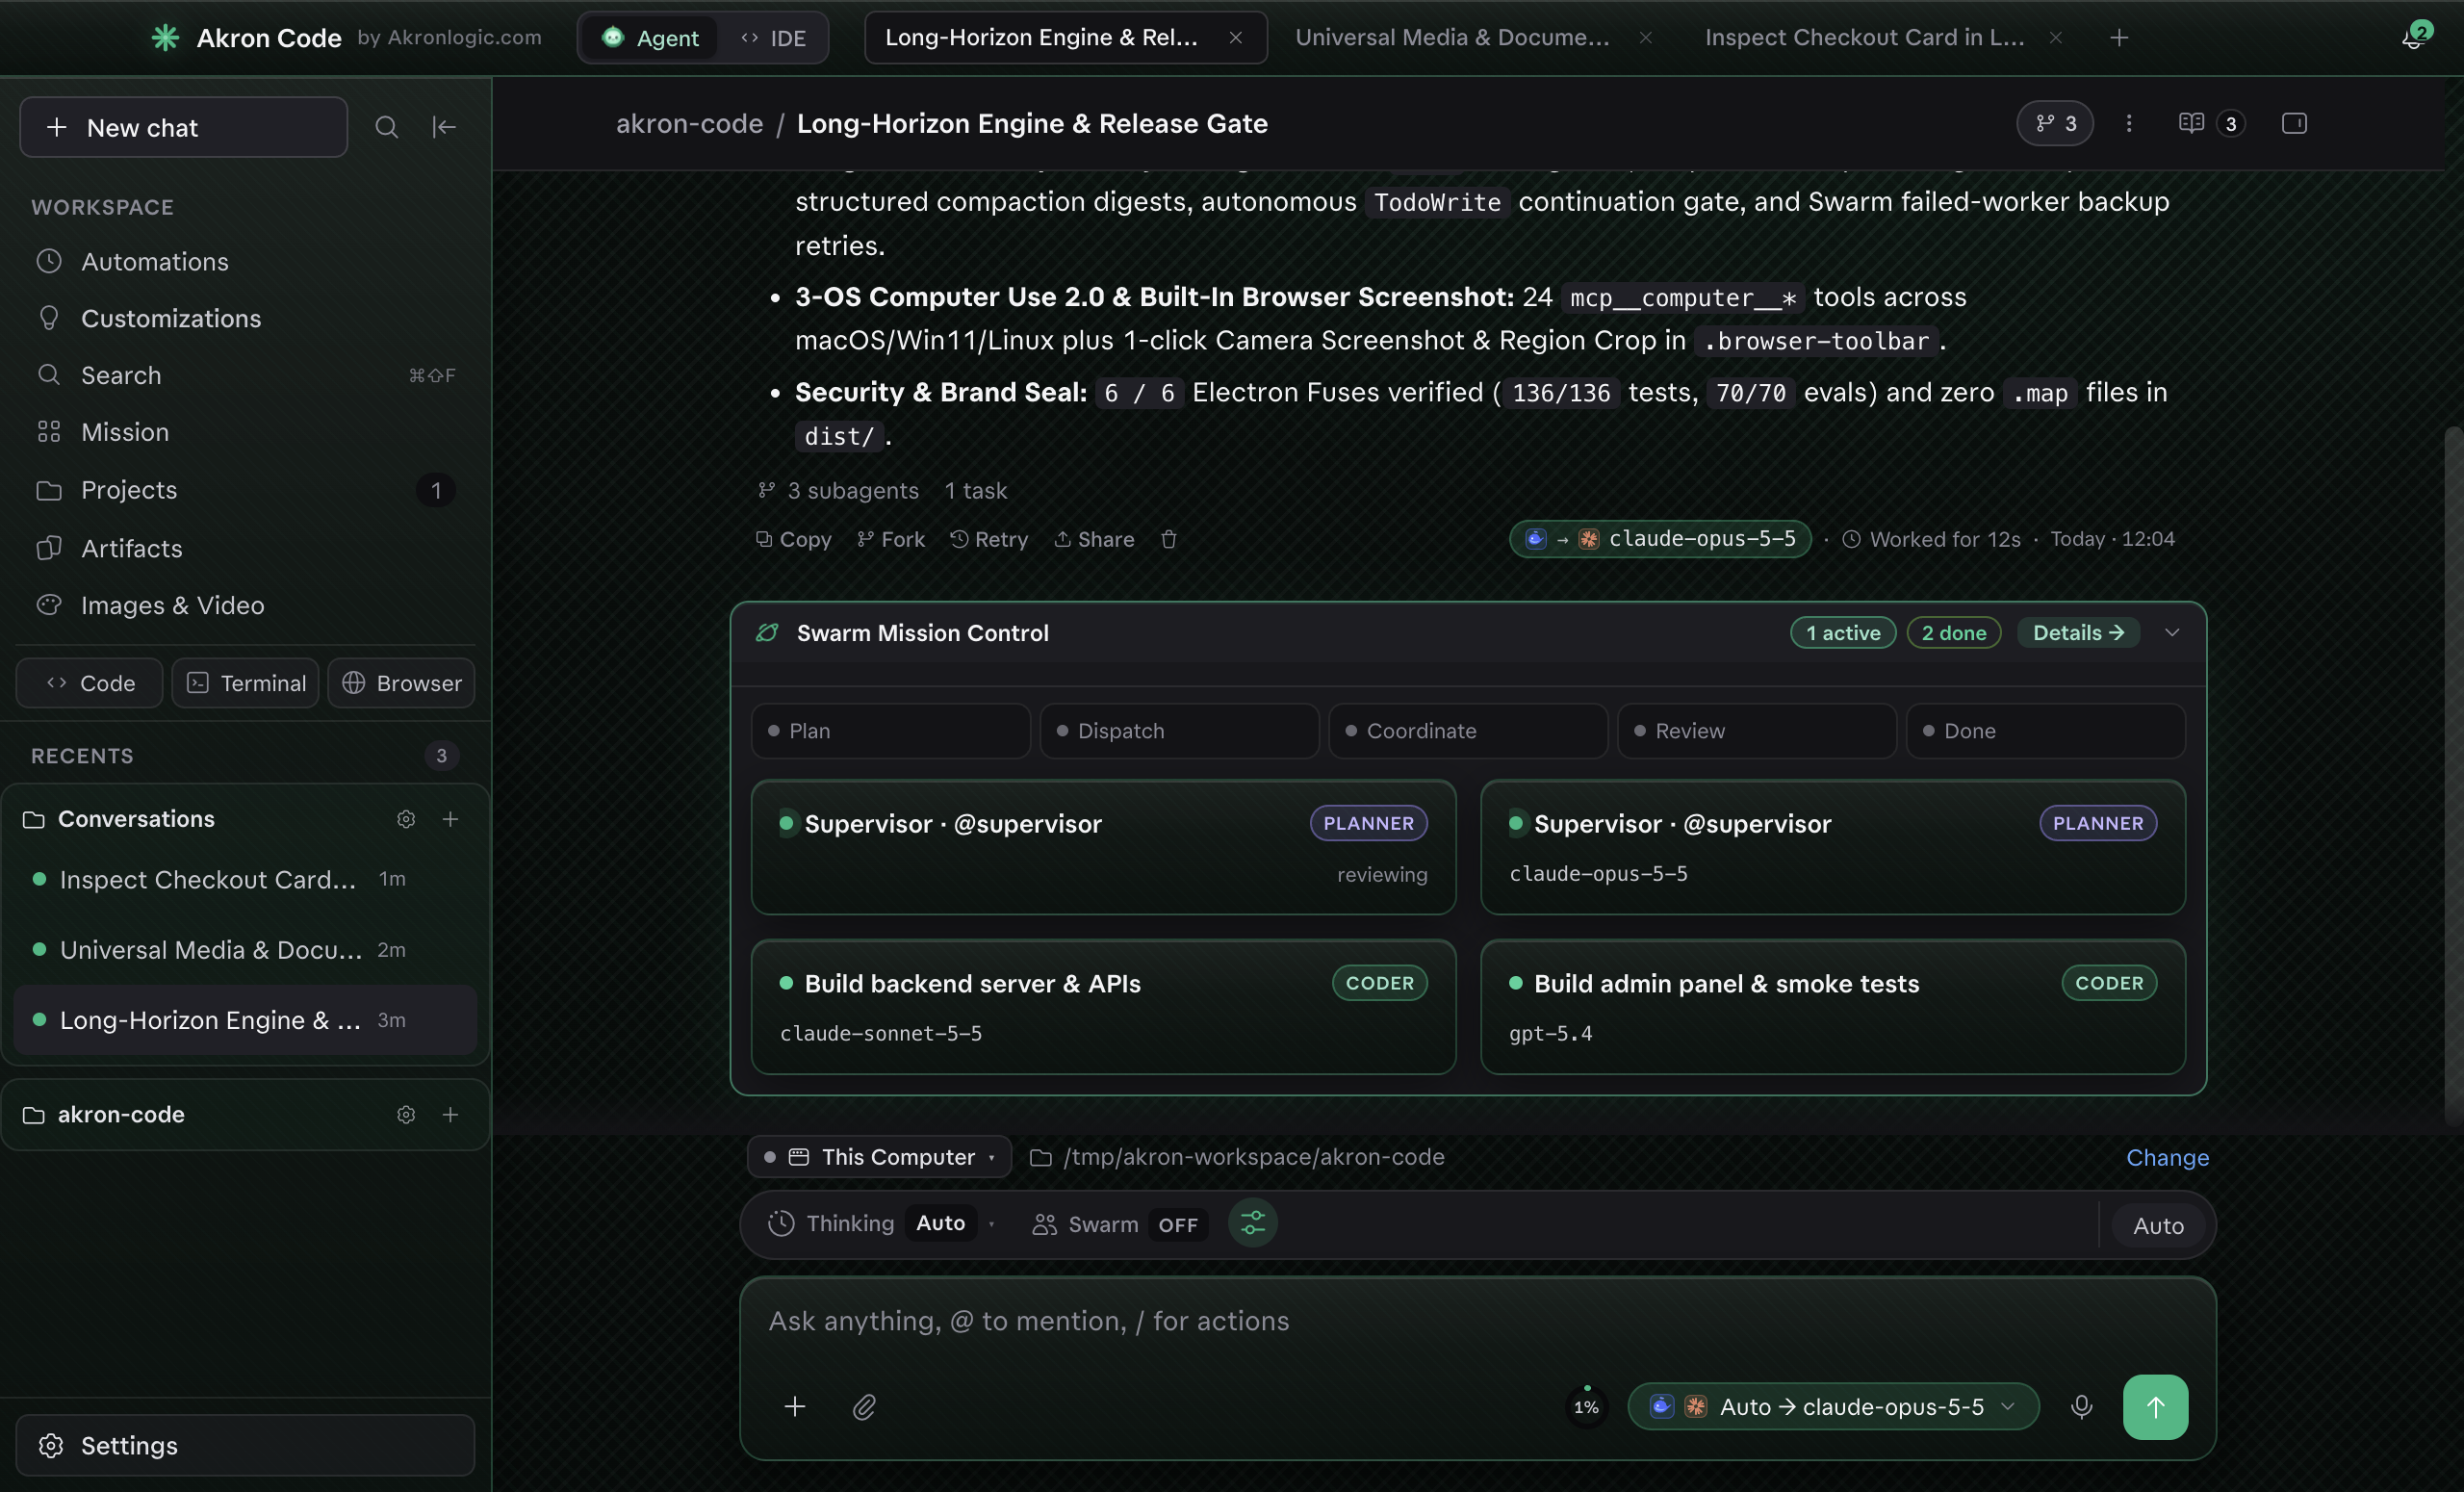 Akron Code by Akronlogic.com
Agent
IDE
Long-Horizon Engine & Rel...
Universal Media & Docume...
Inspect Checkout Card in L...
2
New chat
WORKSPACE
Automations
Customizations
Search ⌘⇧F
Mission
Projects 1
Artifacts
Images & Video
Code
Terminal
Browser
RECENTS 3
Conversations
Inspect Checkout Card... 1m
Universal Media & Docu... 2m
Long-Horizon Engine & ... 3m
akron-code
Settings
akron-code / Long-Horizon Engine & Release Gate
3
3
structured compaction digests, autonomous TodoWrite continuation gate, and Swarm failed-worker backup
retries.
• 3-OS Computer Use 2.0 & Built-In Browser Screenshot: 24 mcp__computer__* tools across
macOS/Win11/Linux plus 1-click Camera Screenshot & Region Crop in .browser-toolbar.
• Security & Brand Seal: 6 / 6 Electron Fuses verified (136/136 tests, 70/70 evals) and zero .map files in
dist/.
3 subagents 1 task
Copy Fork Retry Share
→ claude-opus-5-5 · Worked for 12s · Today · 12:04
Swarm Mission Control
1 active 2 done Details →
Plan
Dispatch
Coordinate
Review
Done
Supervisor · @supervisor PLANNER
reviewing
Supervisor · @supervisor PLANNER
claude-opus-5-5
Build backend server & APIs CODER
claude-sonnet-5-5
Build admin panel & smoke tests CODER
gpt-5.4
This Computer
/tmp/akron-workspace/akron-code
Change
Thinking Auto
Swarm OFF
Auto
Ask anything, @ to mention, / for actions
1%
Auto → claude-opus-5-5